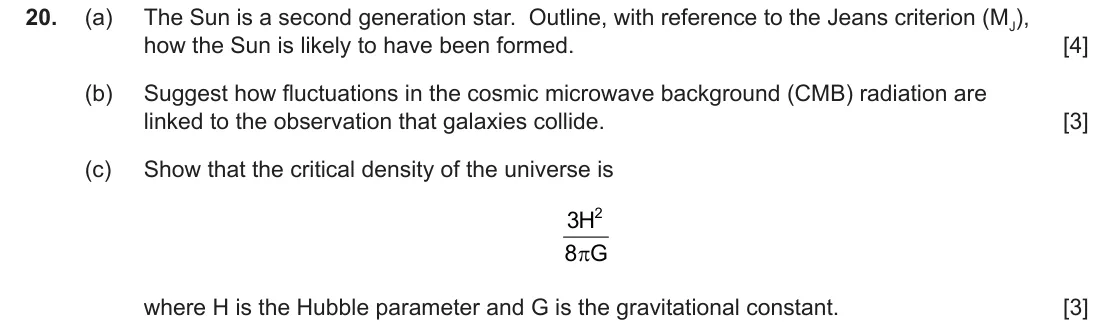 20. (a) The Sun is a second generation star. Outline, with reference to the Jeans criterion (M_J),
how the Sun is likely to have been formed. [4]
(b) Suggest how fluctuations in the cosmic microwave background (CMB) radiation are
linked to the observation that galaxies collide. [3]
(c) Show that the critical density of the universe is
3H²
8πG
where H is the Hubble parameter and G is the gravitational constant. [3]